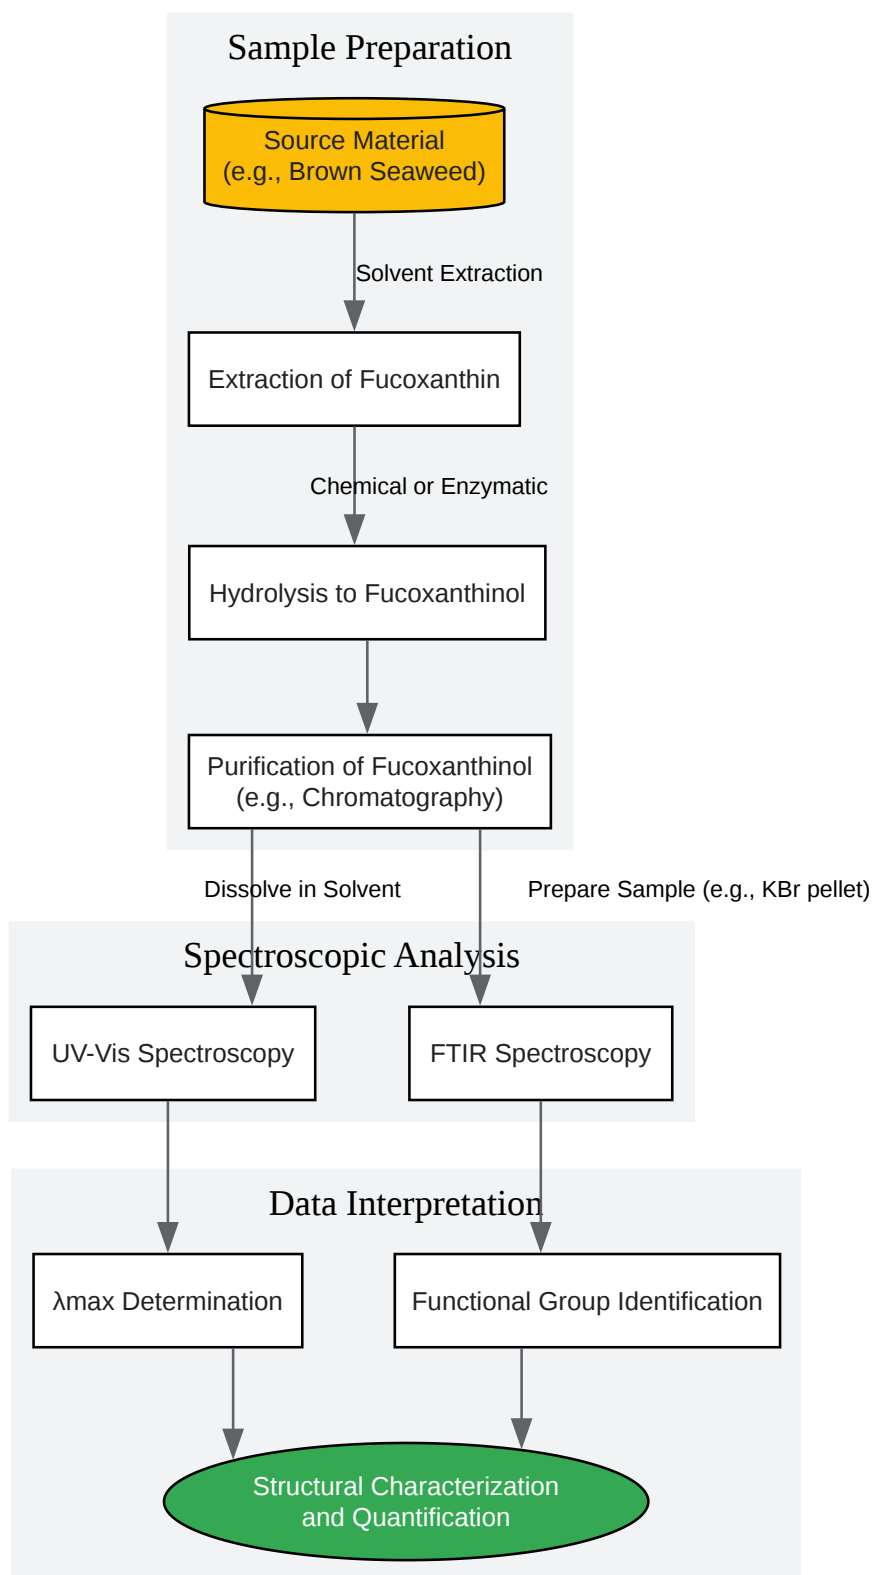 Sample Preparation
Source Material
(e.g., Brown Seaweed)
Solvent Extraction
Extraction of Fucoxanthin
Chemical or Enzymatic
Hydrolysis to Fucoxanthinol
Purification of Fucoxanthinol
(e.g., Chromatography)
Dissolve in Solvent
Prepare Sample (e.g., KBr pellet)
Spectroscopic Analysis
UV-Vis Spectroscopy
FTIR Spectroscopy
Data Interpretation
λmax Determination
Functional Group Identification
Structural Characterization
and Quantification